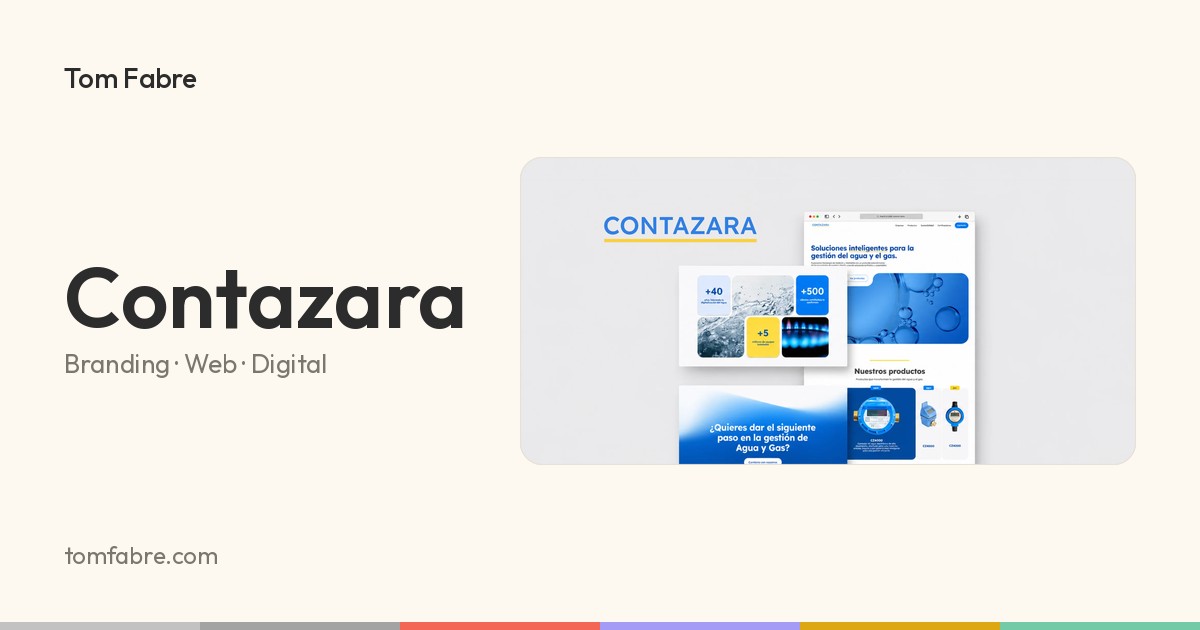 Tom Fabre
Contazara
Branding · Web · Digital
tomfabre.com
CONTAZARA
Soluciones inteligentes para la
gestión del agua y el gas.
+40
+500
+5
Nuestros productos
¿Quieres dar el siguiente
paso en la gestión de
Agua y Gas?